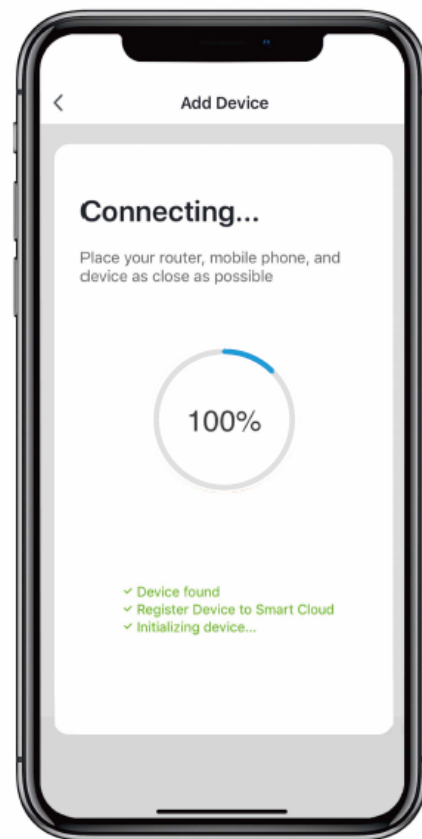 Add Device
Connecting...
Place your router, mobile phone, and
device as close as possible
100%
Device found
Register Device to Smart Cloud
Initializing device...